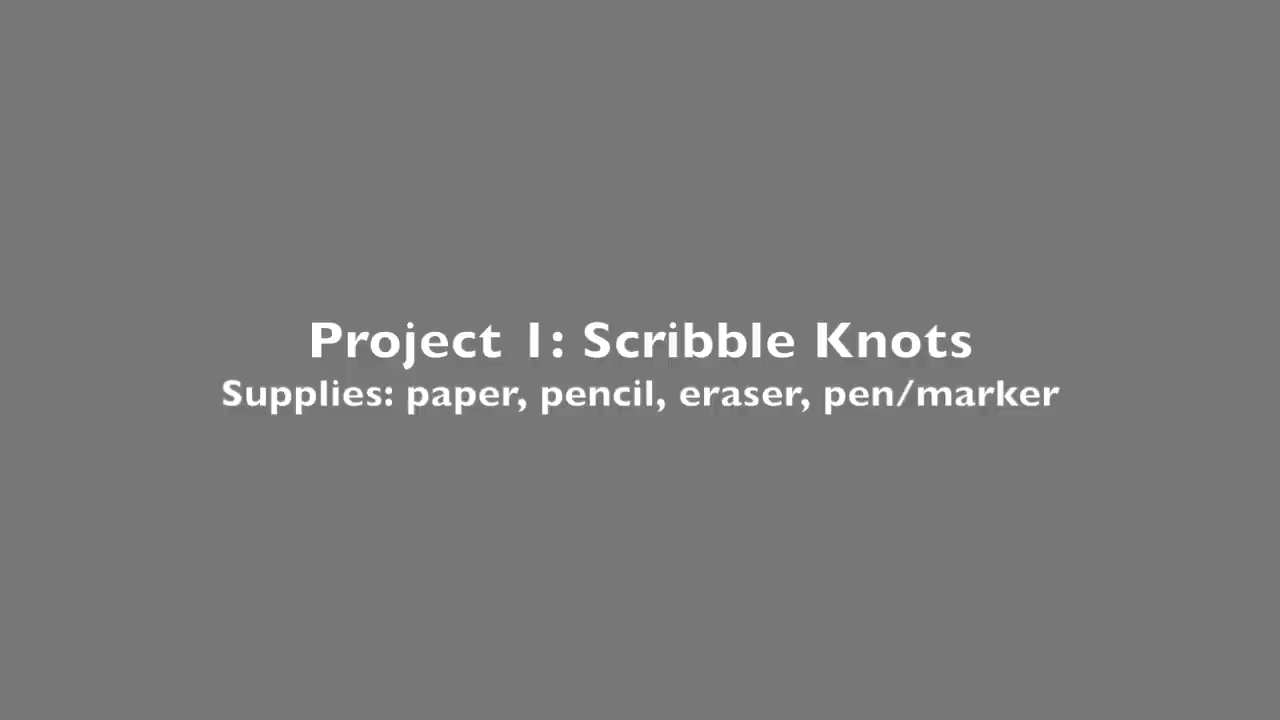 Project 1: Scribble Knots
Supplies: paper, pencil, eraser, pen/marker